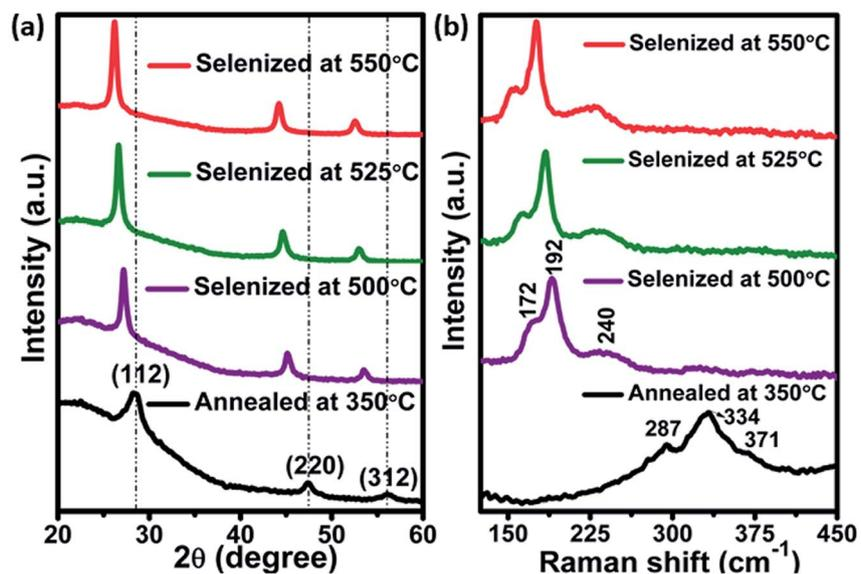 (a)
Selenized at 550°C
Selenized at 525°C
Selenized at 500°C
(112)
Annealed at 350°C
(220)
(312)
Intensity (a.u.)
20 30 40 50 60
2θ (degree)
(b)
Selenized at 550°C
Selenized at 525°C
192
Selenized at 500°C
172
240
Annealed at 350°C
334
287
371
Intensity (a.u.)
150 225 300 375 450
Raman shift (cm⁻¹)